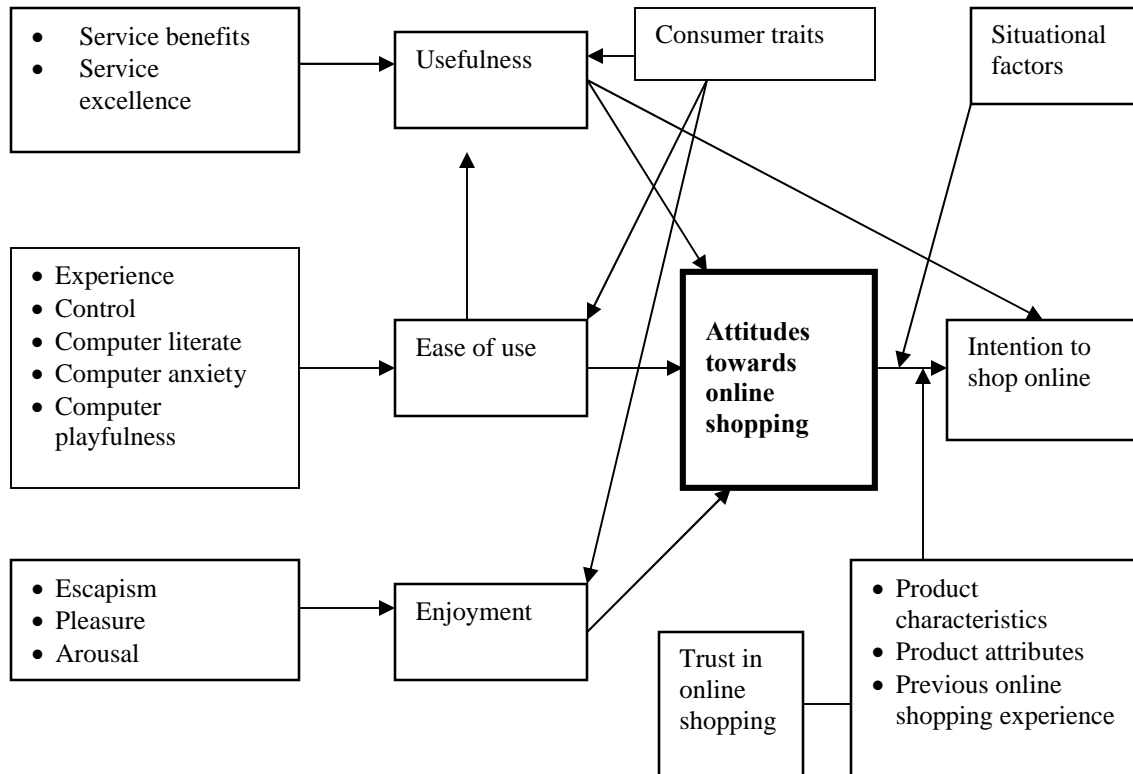 • Service benefits
• Service
excellence
Usefulness
Consumer traits
Situational
factors
• Experience
• Control
• Computer literate
• Computer anxiety
• Computer
playfulness
Ease of use
Attitudes
towards
online
shopping
Intention to
shop online
• Escapism
• Pleasure
• Arousal
Enjoyment
Trust in
online
shopping
• Product
characteristics
• Product attributes
• Previous online
shopping experience